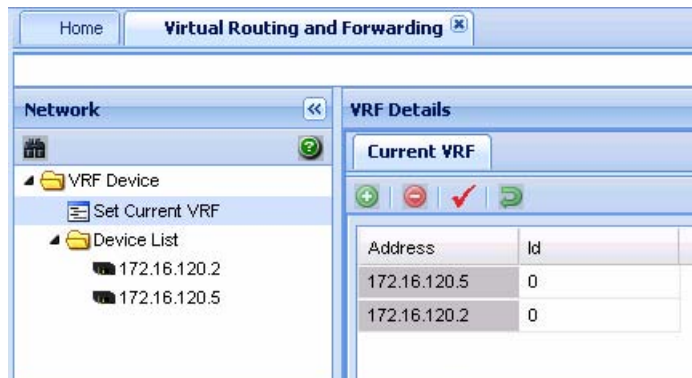 Home
Virtual Routing and Forwarding
Network
VRF Device
Set Current VRF
Device List
172.16.120.2
172.16.120.5
VRF Details
Current VRF
Address Id
172.16.120.5 0
172.16.120.2 0